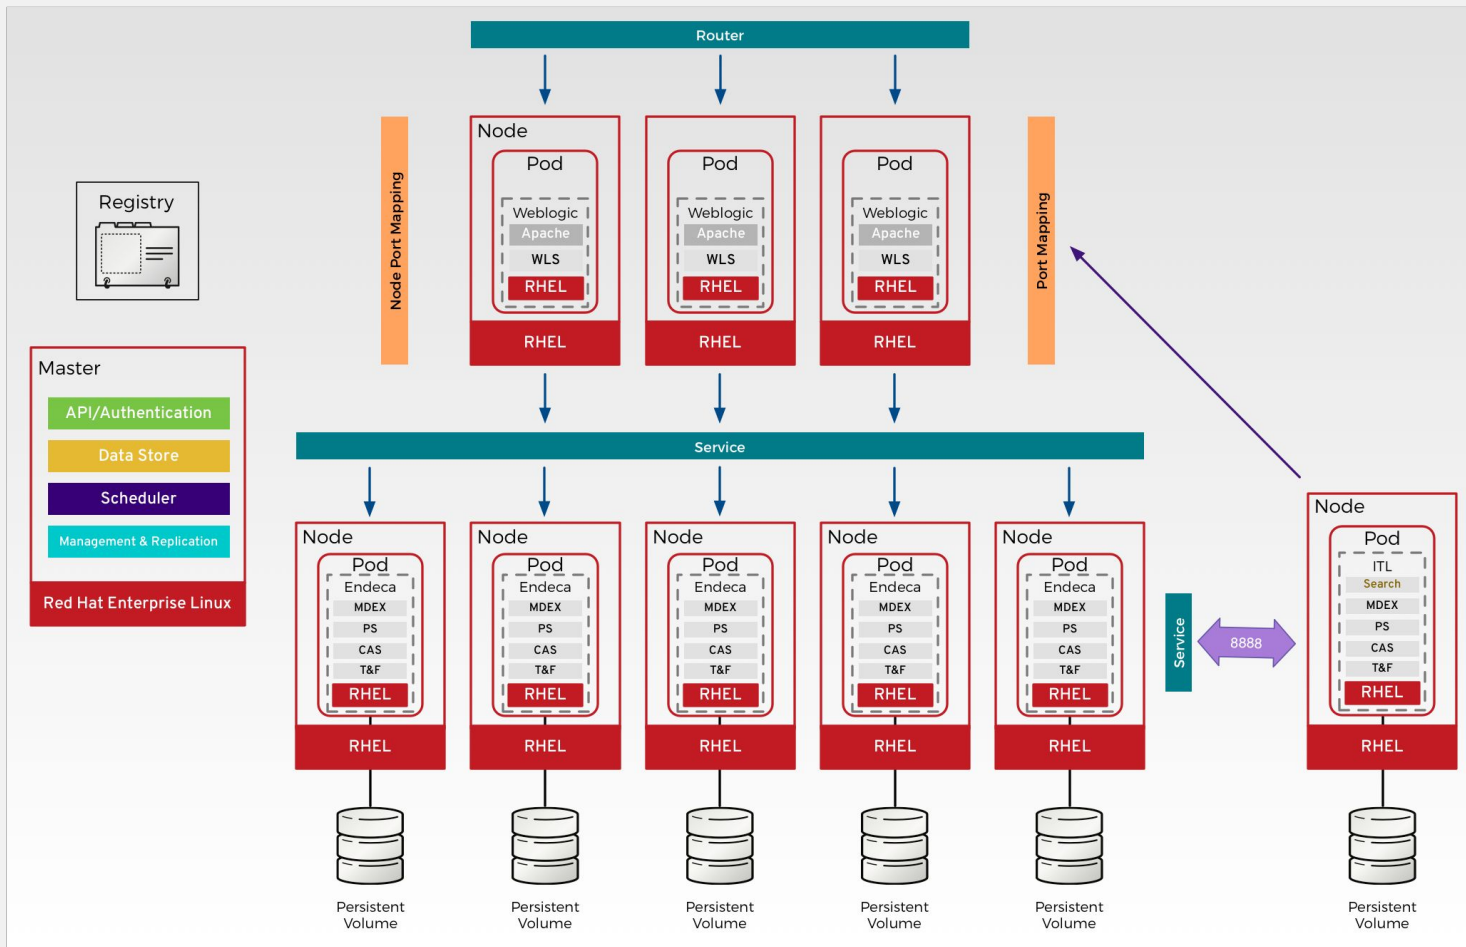 Router
Node
Pod
Weblogic
Apache
WLS
RHEL
RHEL
Pod
Weblogic
Apache
WLS
RHEL
RHEL
Pod
Weblogic
Apache
WLS
RHEL
RHEL
Node Port Mapping
Port Mapping
Registry
Master
API/Authentication
Data Store
Scheduler
Management & Replication
Red Hat Enterprise Linux
Service
Node
Pod
Endeca
MDEX
PS
CAS
T&F
RHEL
RHEL
Persistent
Volume
Node
Pod
Endeca
MDEX
PS
CAS
T&F
RHEL
RHEL
Persistent
Volume
Node
Pod
Endeca
MDEX
PS
CAS
T&F
RHEL
RHEL
Persistent
Volume
Node
Pod
Endeca
MDEX
PS
CAS
T&F
RHEL
RHEL
Persistent
Volume
Node
Pod
Endeca
MDEX
PS
CAS
T&F
RHEL
RHEL
Persistent
Volume
Service
8888
Node
Pod
ITL
Search
MDEX
PS
CAS
T&F
RHEL
RHEL
Persistent
Volume